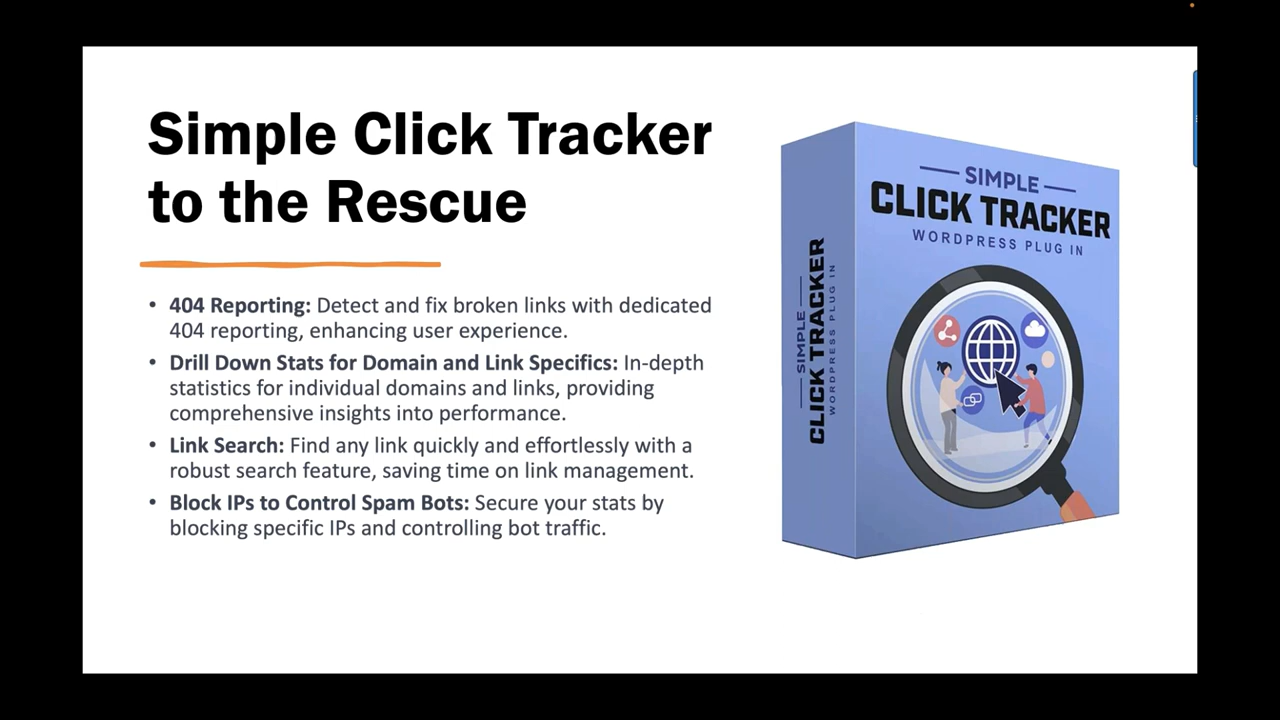 Simple Click Tracker
to the Rescue
• 404 Reporting: Detect and fix broken links with dedicated
404 reporting, enhancing user experience.
• Drill Down Stats for Domain and Link Specifics: In-depth
statistics for individual domains and links, providing
comprehensive insights into performance.
• Link Search: Find any link quickly and effortlessly with a
robust search feature, saving time on link management.
• Block IPs to Control Spam Bots: Secure your stats by
blocking specific IPs and controlling bot traffic.
SIMPLE
CLICK TRACKER
WORDPRESS PLUG IN
SIMPLE
CLICK TRACKER
WORDPRESS PLUG IN